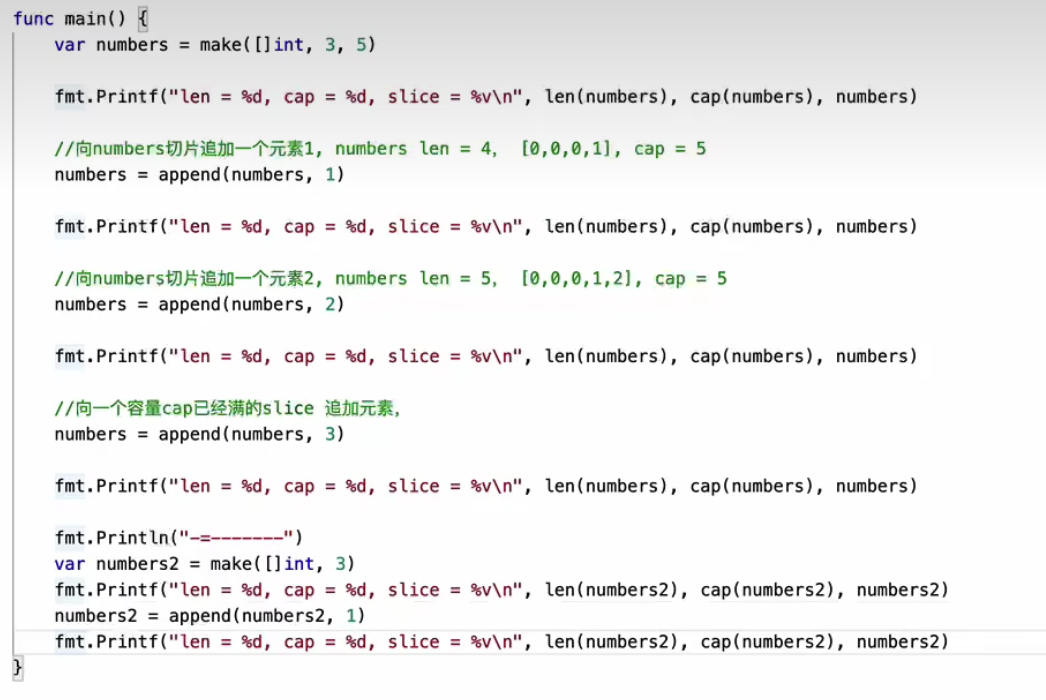 func main() {
    var numbers = make([]int, 3, 5)
    fmt.Printf("len = %d, cap = %d, slice = %v\n", len(numbers), cap(numbers), numbers)
    //向numbers切片追加一个元素1, numbers len = 4, [0,0,0,1], cap = 5
    numbers = append(numbers, 1)
    fmt.Printf("len = %d, cap = %d, slice = %v\n", len(numbers), cap(numbers), numbers)
    //向numbers切片追加一个元素2, numbers len = 5, [0,0,0,1,2], cap = 5
    numbers = append(numbers, 2)
    fmt.Printf("len = %d, cap = %d, slice = %v\n", len(numbers), cap(numbers), numbers)
    //向一个容量cap已经满的slice 追加元素,
    numbers = append(numbers, 3)
    fmt.Printf("len = %d, cap = %d, slice = %v\n", len(numbers), cap(numbers), numbers)
    fmt.Println("-=-------")
    var numbers2 = make([]int, 3)
    fmt.Printf("len = %d, cap = %d, slice = %v\n", len(numbers2), cap(numbers2), numbers2)
    numbers2 = append(numbers2, 1)
    fmt.Printf("len = %d, cap = %d, slice = %v\n", len(numbers2), cap(numbers2), numbers2)
}